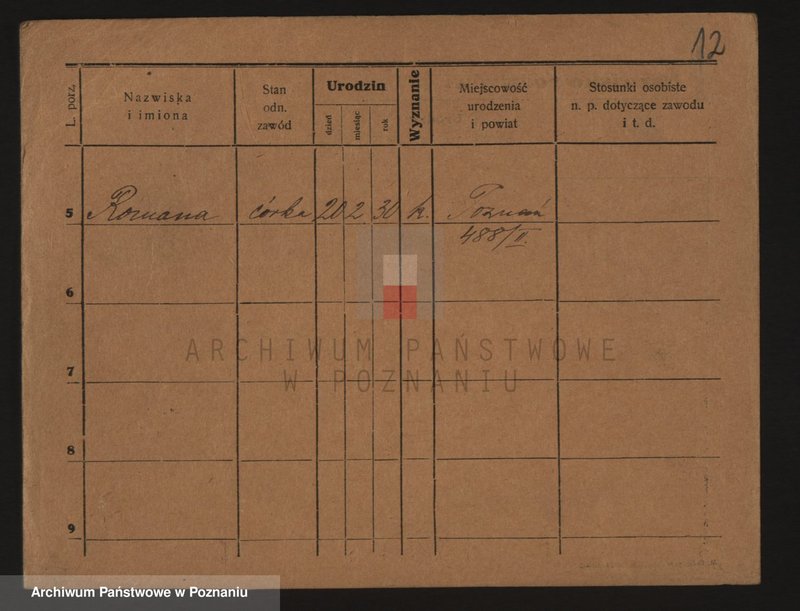 12
L. porz.
Nazwiska
i imiona
Stan
odn.
zawód
Urodzin
dzień
miesiąc
rok
Wyznanie
Miejscowość
urodzenia
i powiat
Stosunki osobiste
n. p. dotyczące zawodu
i t. d.
5 Romana córka 20 2 30 k. Poznań
488/II.
6
7
8
9
ARCHIWUM PAŃSTWOWE
W POZNANIU
Archiwum Państwowe w Poznaniu